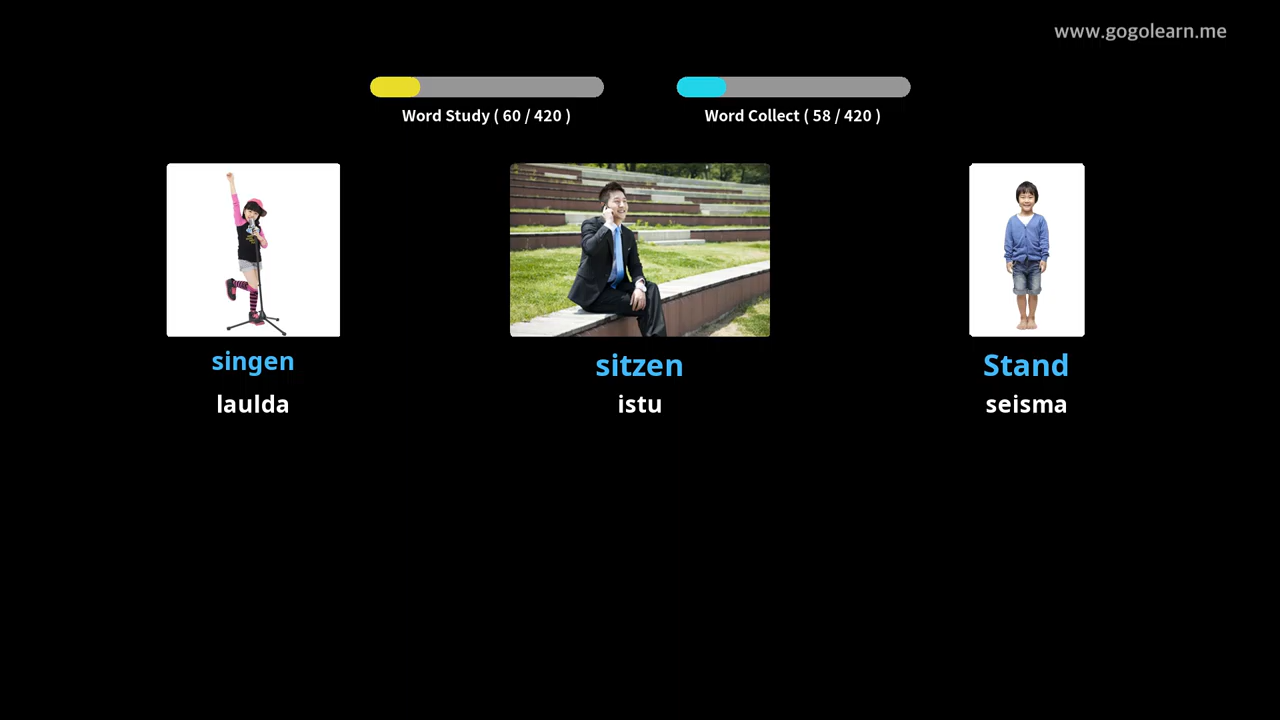 www.gogolearn.me
Word Study ( 60 / 420 )
Word Collect ( 58 / 420 )
singen
sitzen
Stand
laulda
istu
seisma